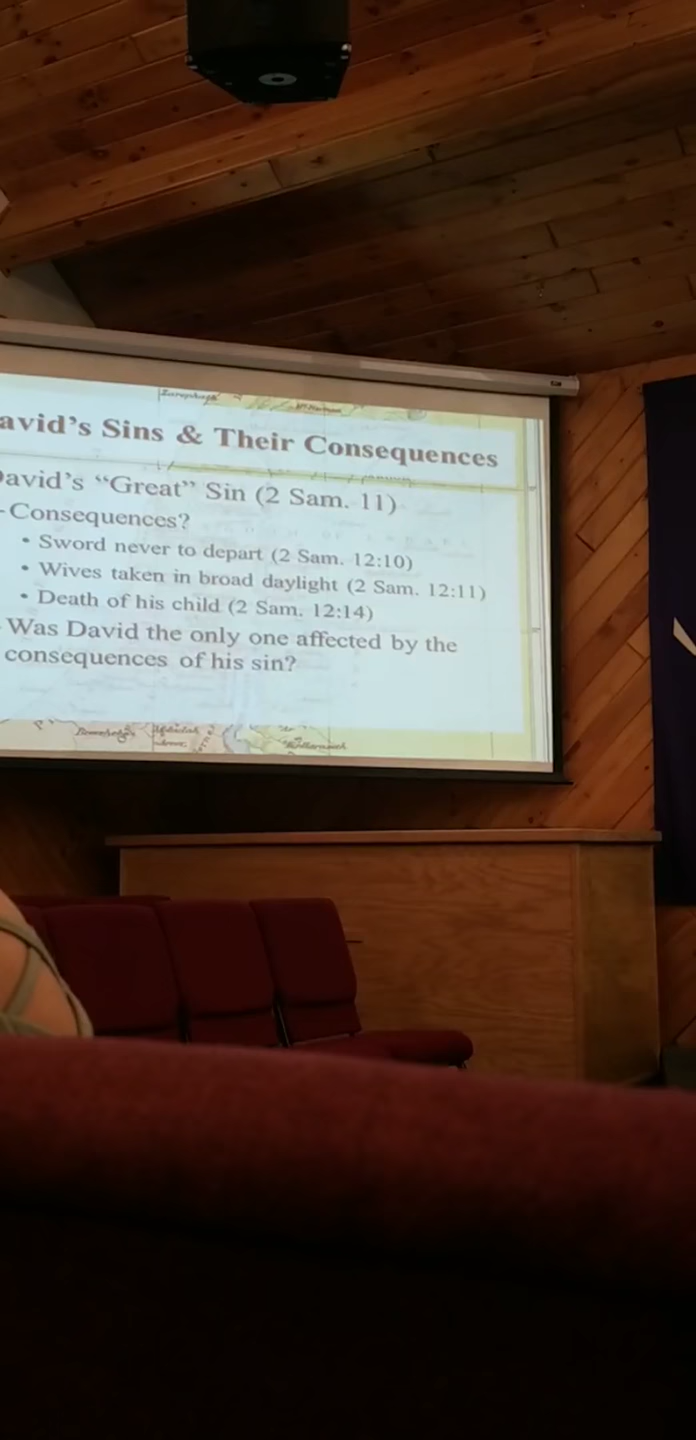 avid's Sins & Their Consequences
David's "Great" Sin (2 Sam. 11)
- Consequences?
• Sword never to depart (2 Sam. 12:10)
• Wives taken in broad daylight (2 Sam. 12:11)
• Death of his child (2 Sam. 12:14)
- Was David the only one affected by the
consequences of his sin?